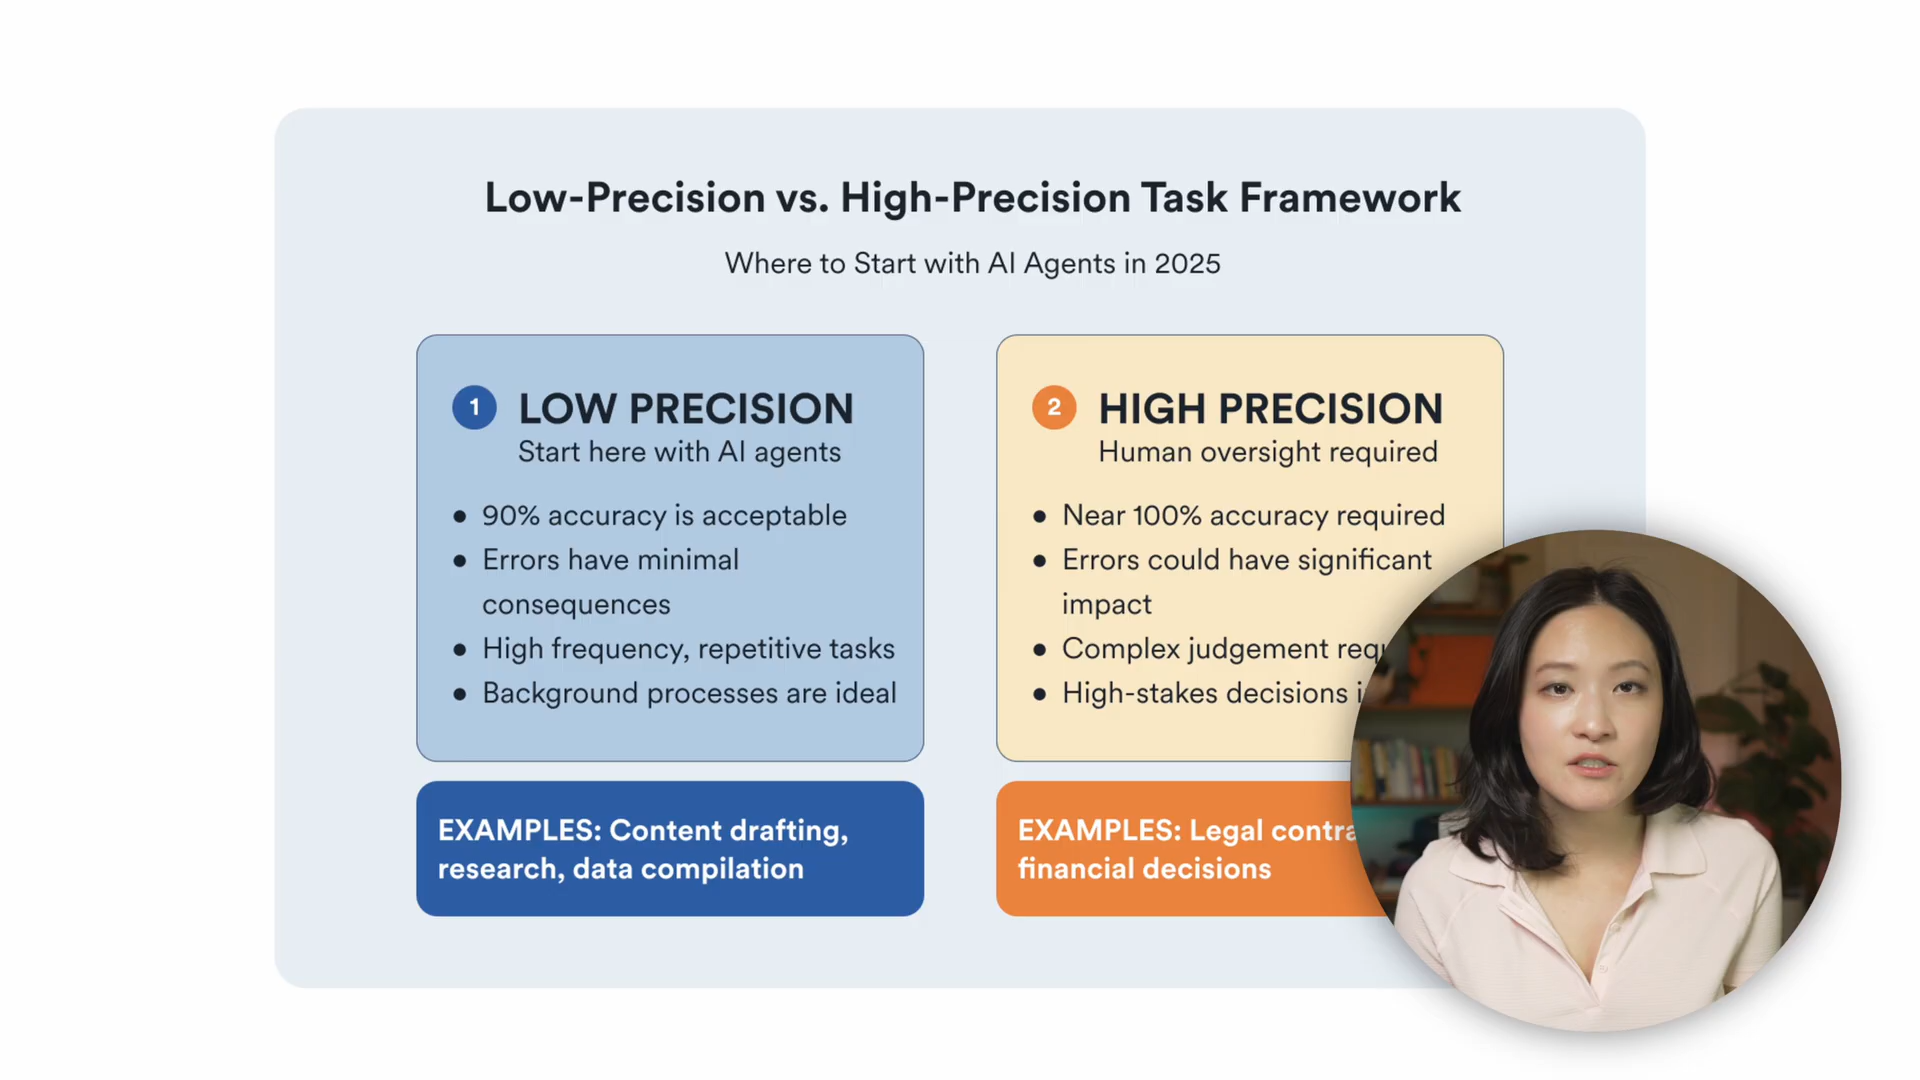 Low-Precision vs. High-Precision Task Framework
Where to Start with AI Agents in 2025
1 LOW PRECISION
Start here with AI agents
• 90% accuracy is acceptable
• Errors have minimal
consequences
• High frequency, repetitive tasks
• Background processes are ideal
EXAMPLES: Content drafting,
research, data compilation
2 HIGH PRECISION
Human oversight required
• Near 100% accuracy required
• Errors could have significant
impact
• Complex judgement
• High-stakes decisions
EXAMPLES: Legal
financial decisions